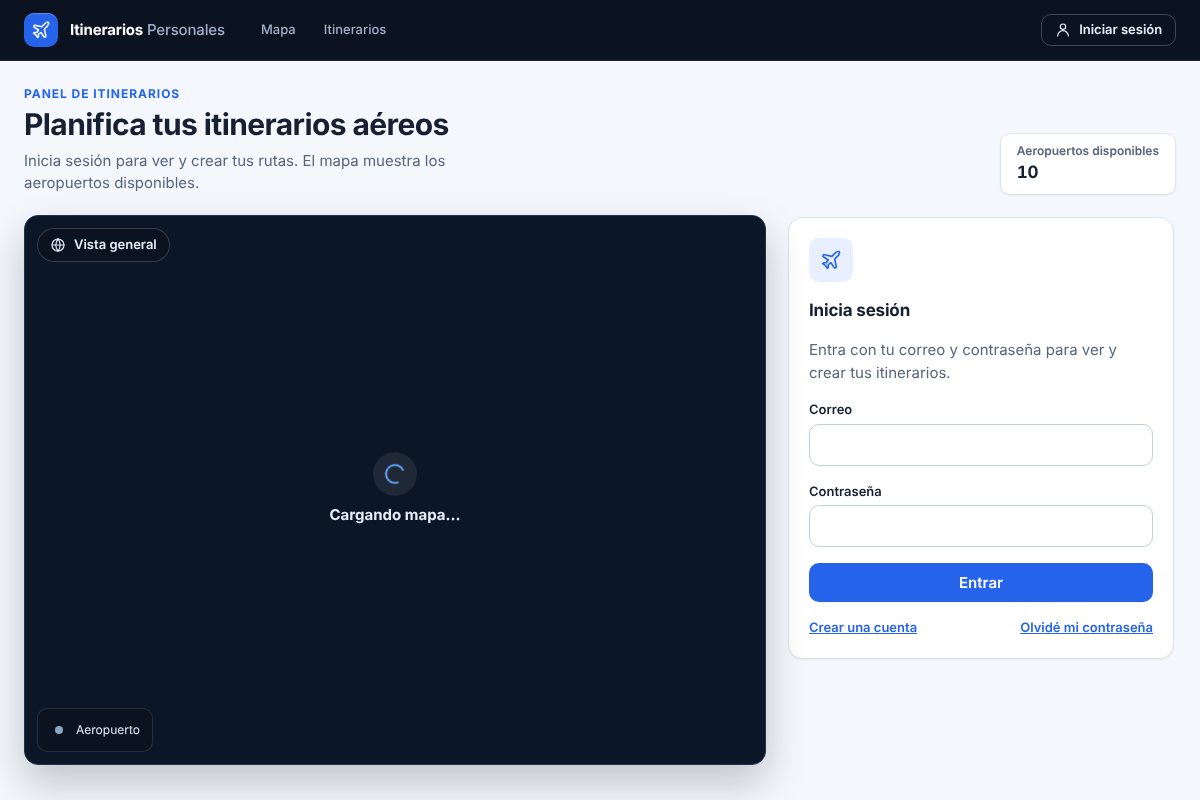 Itinerarios Personales
Mapa
Itinerarios
Iniciar sesión
PANEL DE ITINERARIOS
Planifica tus itinerarios aéreos
Inicia sesión para ver y crear tus rutas. El mapa muestra los
aeropuertos disponibles.
Aeropuertos disponibles
10
Vista general
Cargando mapa...
Aeropuerto
Inicia sesión
Entra con tu correo y contraseña para ver y
crear tus itinerarios.
Correo
Contraseña
Entrar
Crear una cuenta
Olvidé mi contraseña